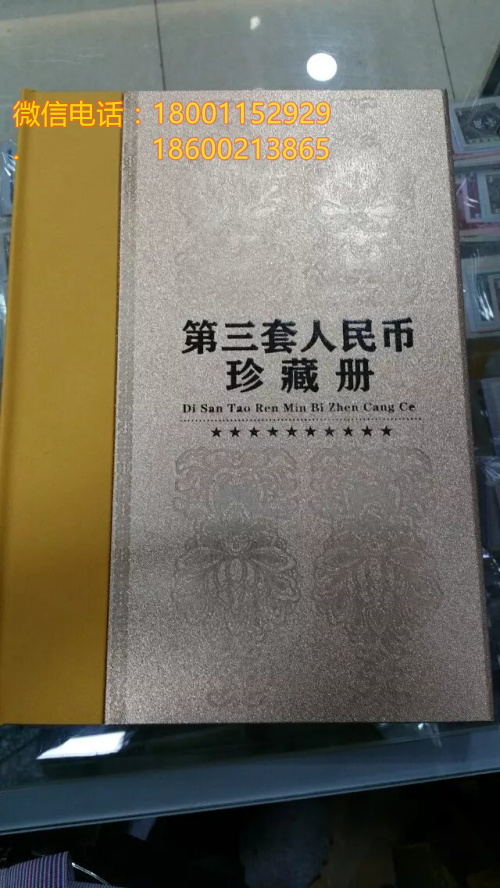 微信电话：18001152929
. 18600213865
第三套人民币
珍藏册
Di San Tao Ren Min Bi Zhen Cang Ce
★★★★★★★★★★